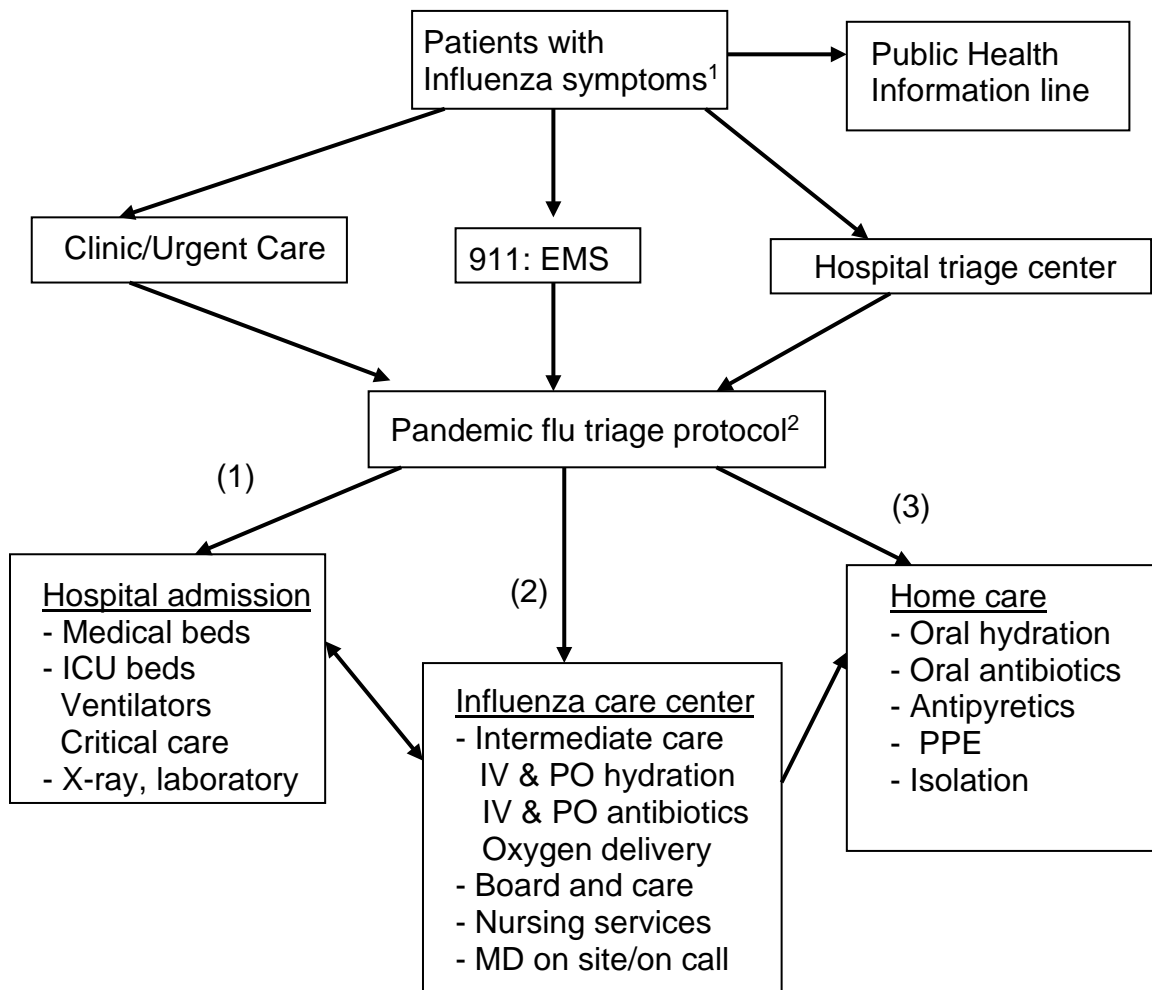 Patients with
Influenza symptoms¹
Public Health
Information line
Clinic/Urgent Care
911: EMS
Hospital triage center
Pandemic flu triage protocol²
(1)
(2)
(3)
Hospital admission
- Medical beds
- ICU beds
Ventilators
Critical care
- X-ray, laboratory
Influenza care center
- Intermediate care
IV & PO hydration
IV & PO antibiotics
Oxygen delivery
- Board and care
- Nursing services
- MD on site/on call
Home care
- Oral hydration
- Oral antibiotics
- Antipyretics
- PPE
- Isolation